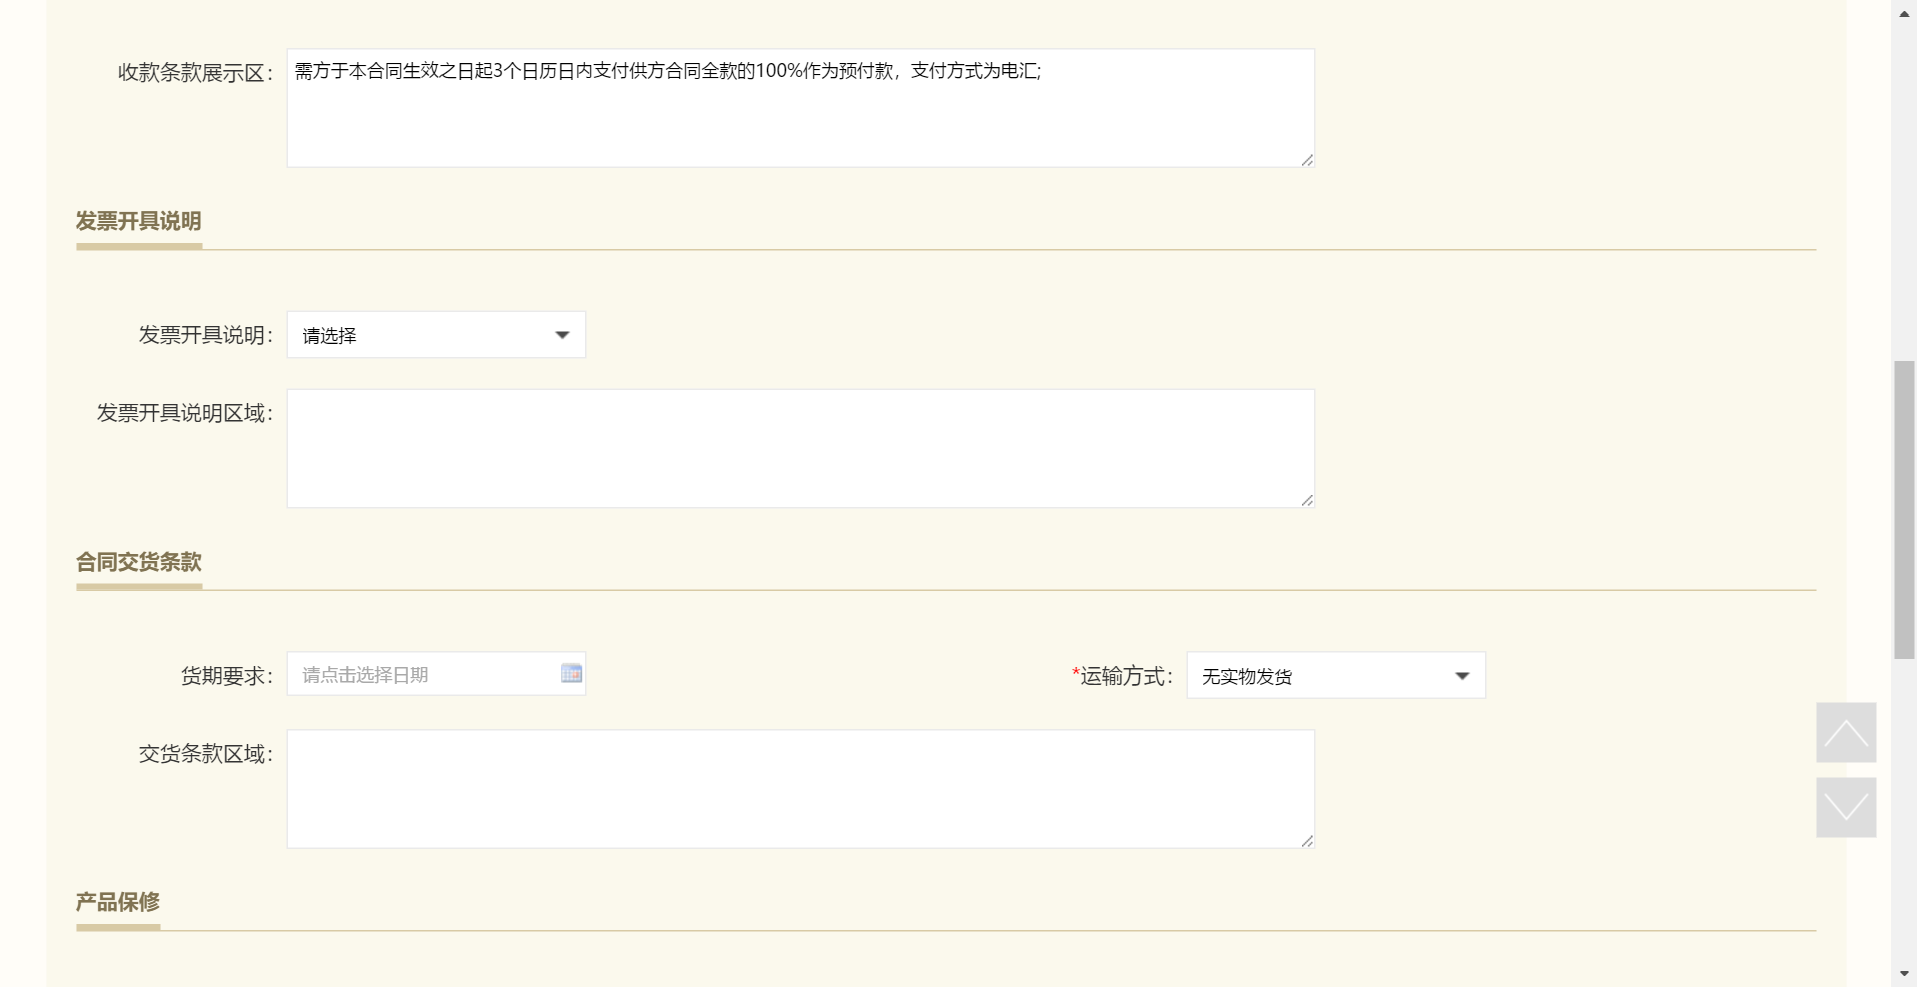 收款条款展示区：
需方于本合同生效之日起3个日历日内支付供方合同全款的100%作为预付款，支付方式为电汇;
发票开具说明
发票开具说明： 请选择
发票开具说明区域：
合同交货条款
货期要求： 请点击选择日期 *运输方式： 无实物发货
交货条款区域：
产品保修